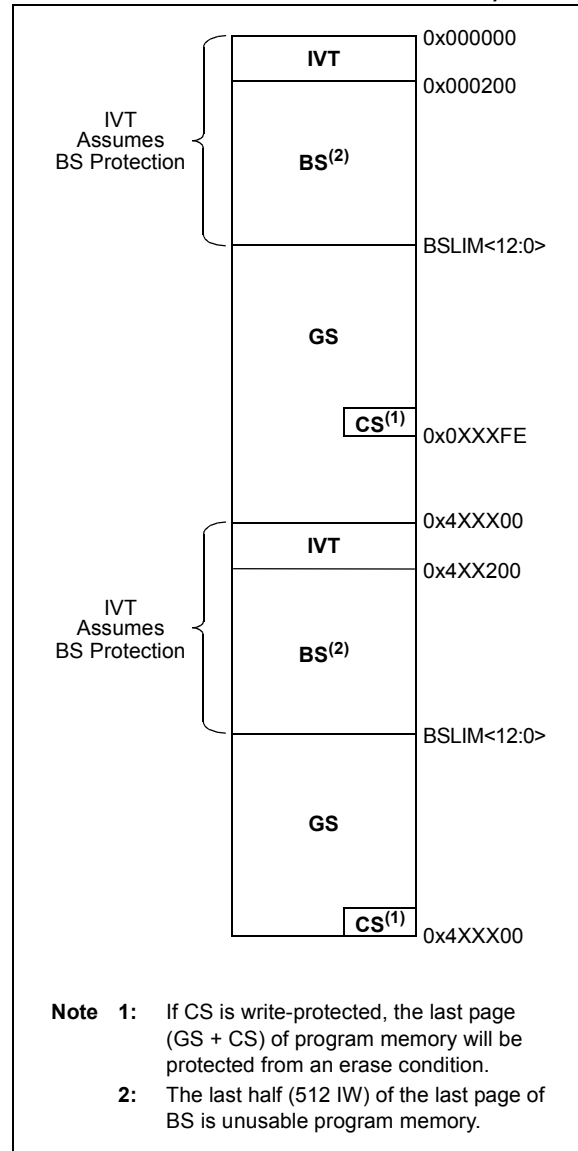 0x000000
IVT
0x000200
IVT
Assumes
BS Protection
BS(2)
BSLIM<12:0>
GS
CS(1)
0x0XXXFE
0x4XXX00
IVT
0x4XX200
IVT
Assumes
BS Protection
BS(2)
BSLIM<12:0>
GS
CS(1)
0x4XXX00
Note 1: If CS is write-protected, the last page
(GS + CS) of program memory will be
protected from an erase condition.
2: The last half (512 IW) of the last page of
BS is unusable program memory.